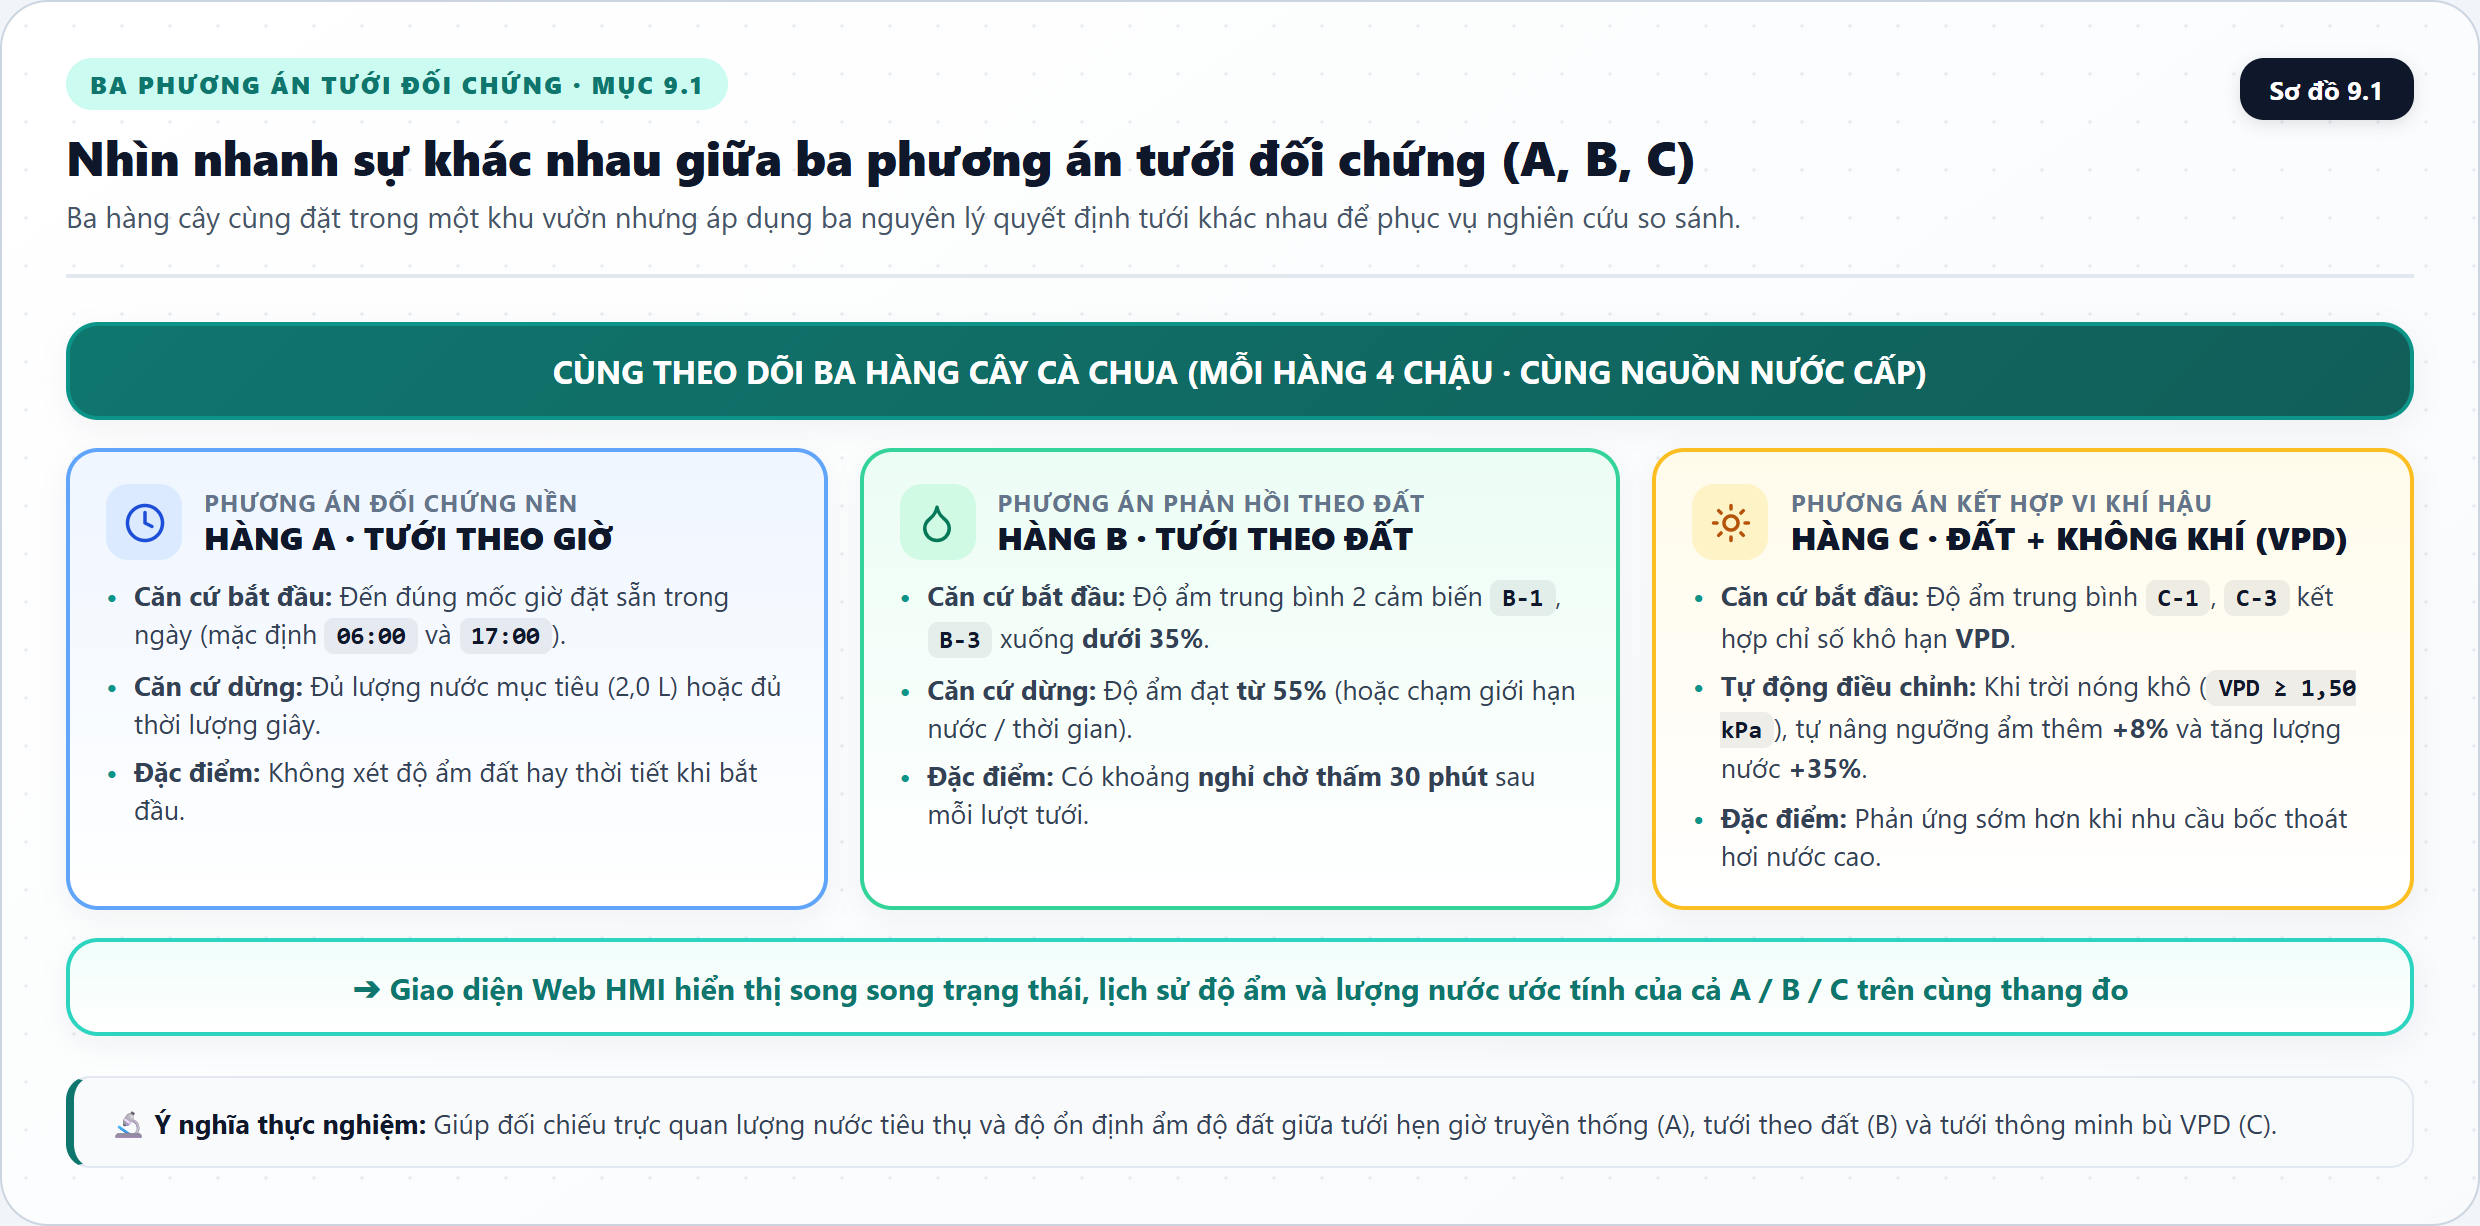 BA PHƯƠNG ÁN TƯỚI ĐỐI CHỨNG · MỤC 9.1
Sơ đồ 9.1
Nhìn nhanh sự khác nhau giữa ba phương án tưới đối chứng (A, B, C)
Ba hàng cây cùng đặt trong một khu vườn nhưng áp dụng ba nguyên lý quyết định tưới khác nhau để phục vụ nghiên cứu so sánh.
CÙNG THEO DÕI BA HÀNG CÂY CÀ CHUA (MỖI HÀNG 4 CHẬU · CÙNG NGUỒN NƯỚC CẤP)
PHƯƠNG ÁN ĐỐI CHỨNG NỀN
HÀNG A · TƯỚI THEO GIỜ
• Căn cứ bắt đầu: Đến đúng mốc giờ đặt sẵn trong
ngày (mặc định 06:00 và 17:00).
• Căn cứ dừng: Đủ lượng nước mục tiêu (2,0 L) hoặc đủ
thời lượng giây.
• Đặc điểm: Không xét độ ẩm đất hay thời tiết khi bắt
đầu.
PHƯƠNG ÁN PHẢN HỒI THEO ĐẤT
HÀNG B · TƯỚI THEO ĐẤT
• Căn cứ bắt đầu: Độ ẩm trung bình 2 cảm biến B-1,
B-3 xuống dưới 35%.
• Căn cứ dừng: Độ ẩm đạt từ 55% (hoặc chạm giới hạn
nước / thời gian).
• Đặc điểm: Có khoảng nghỉ chờ thấm 30 phút sau
mỗi lượt tưới.
PHƯƠNG ÁN KẾT HỢP VI KHÍ HẬU
HÀNG C · ĐẤT + KHÔNG KHÍ (VPD)
• Căn cứ bắt đầu: Độ ẩm trung bình C-1, C-3 kết
hợp chỉ số khô hạn VPD.
• Tự động điều chỉnh: Khi trời nóng khô (VPD ≥ 1,50
kPa), tự nâng ngưỡng ẩm thêm +8% và tăng lượng
nước +35%.
• Đặc điểm: Phản ứng sớm hơn khi nhu cầu bốc thoát
hơi nước cao.
➔ Giao diện Web HMI hiển thị song song trạng thái, lịch sử độ ẩm và lượng nước ước tính của cả A / B / C trên cùng thang đo
🔬 Ý nghĩa thực nghiệm: Giúp đối chiếu trực quan lượng nước tiêu thụ và độ ổn định ẩm độ đất giữa tưới hẹn giờ truyền thống (A), tưới theo đất (B) và tưới thông minh bù VPD (C).